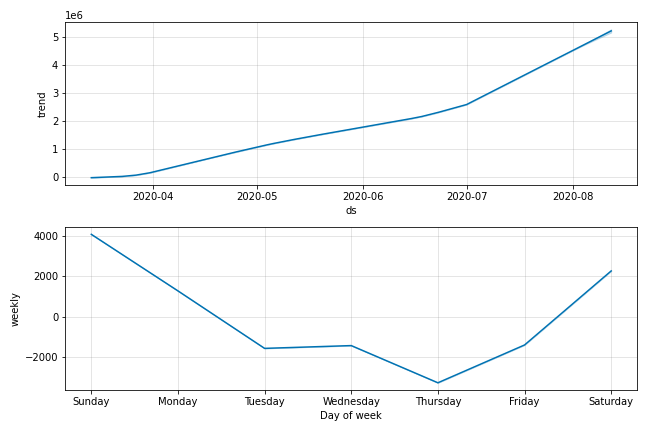 1e6
5
4
3
2
1
0
trend
2020-04 2020-05 2020-06 2020-07 2020-08
ds
4000
2000
0
−2000
weekly
Sunday Monday Tuesday Wednesday Thursday Friday Saturday
Day of week